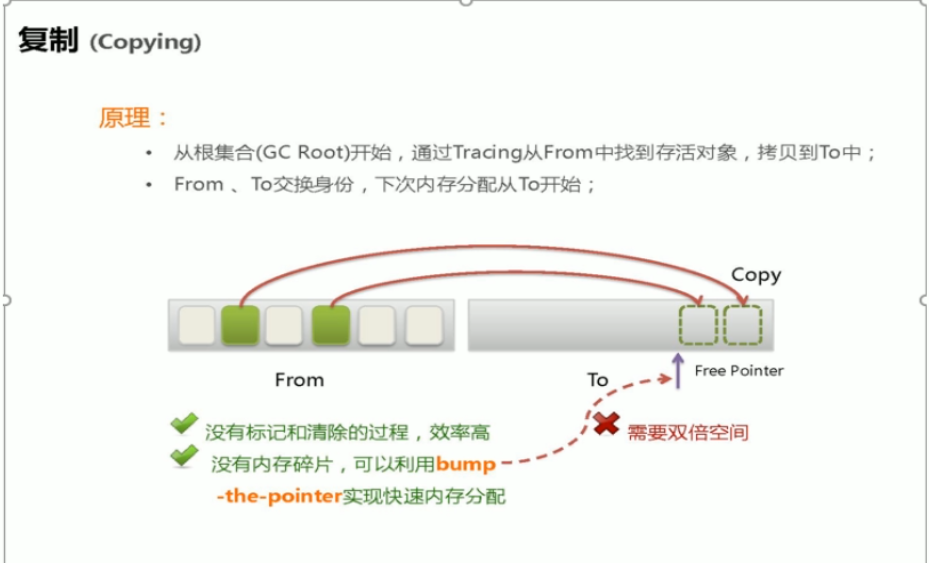 复制 (Copying)
原理：
• 从根集合(GC Root)开始，通过Tracing从From中找到存活对象，拷贝到To中；
• From 、To交换身份，下次内存分配从To开始；
Copy
From
To
Free Pointer
没有标记和清除的过程，效率高
需要双倍空间
没有内存碎片，可以利用bump
-the-pointer实现快速内存分配